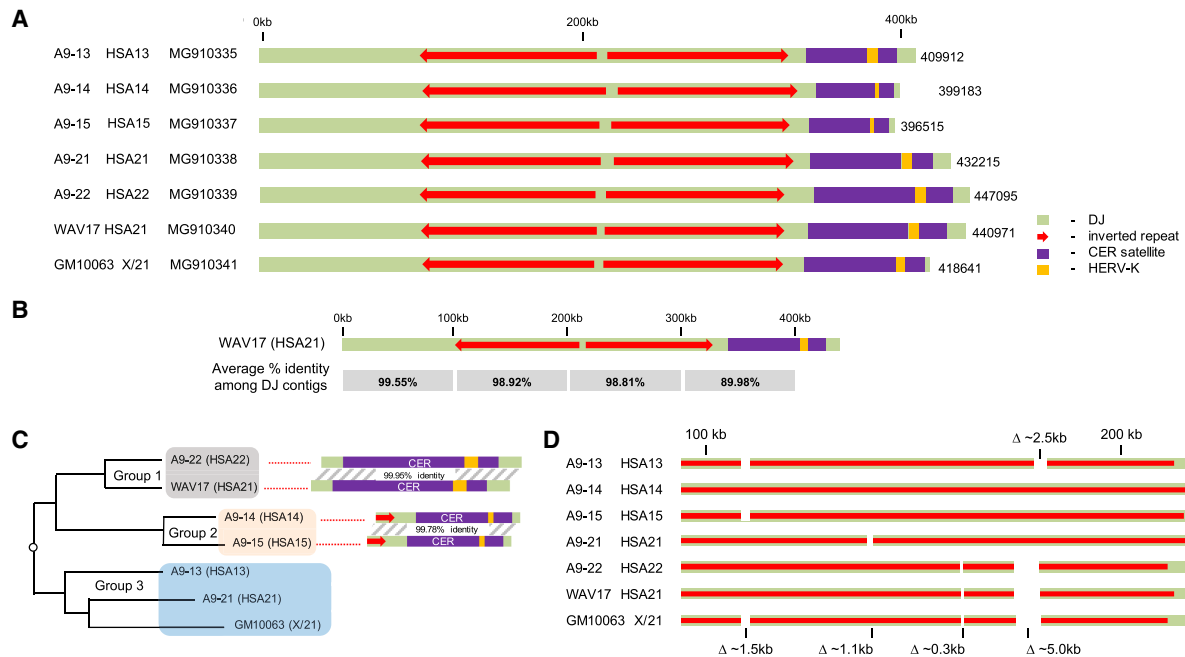 A
0kb 200kb 400kb
A9-13 HSA13 MG910335 409912
A9-14 HSA14 MG910336 399183
A9-15 HSA15 MG910337 396515
A9-21 HSA21 MG910338 432215
A9-22 HSA22 MG910339 447095
WAV17 HSA21 MG910340 440971
GM10063 X/21 MG910341 418641
- DJ
- inverted repeat
- CER satellite
- HERV-K
B
0kb 100kb 200kb 300kb 400kb
WAV17 (HSA21)
Average % identity
among DJ contigs
99.55% 98.92% 98.81% 89.98%
C
A9-22 (HSA22)
Group 1
WAV17 (HSA21)
CER
99.95% identity
CER
A9-14 (HSA14)
Group 2
A9-15 (HSA15)
CER
99.78% identity
CER
A9-13 (HSA13)
Group 3
A9-21 (HSA21)
GM10063 (X/21)
D
100 kb Δ ~2.5kb 200 kb
A9-13 HSA13
A9-14 HSA14
A9-15 HSA15
A9-21 HSA21
A9-22 HSA22
WAV17 HSA21
GM10063 X/21
Δ ~1.5kb Δ ~1.1kb Δ ~0.3kb Δ ~5.0kb